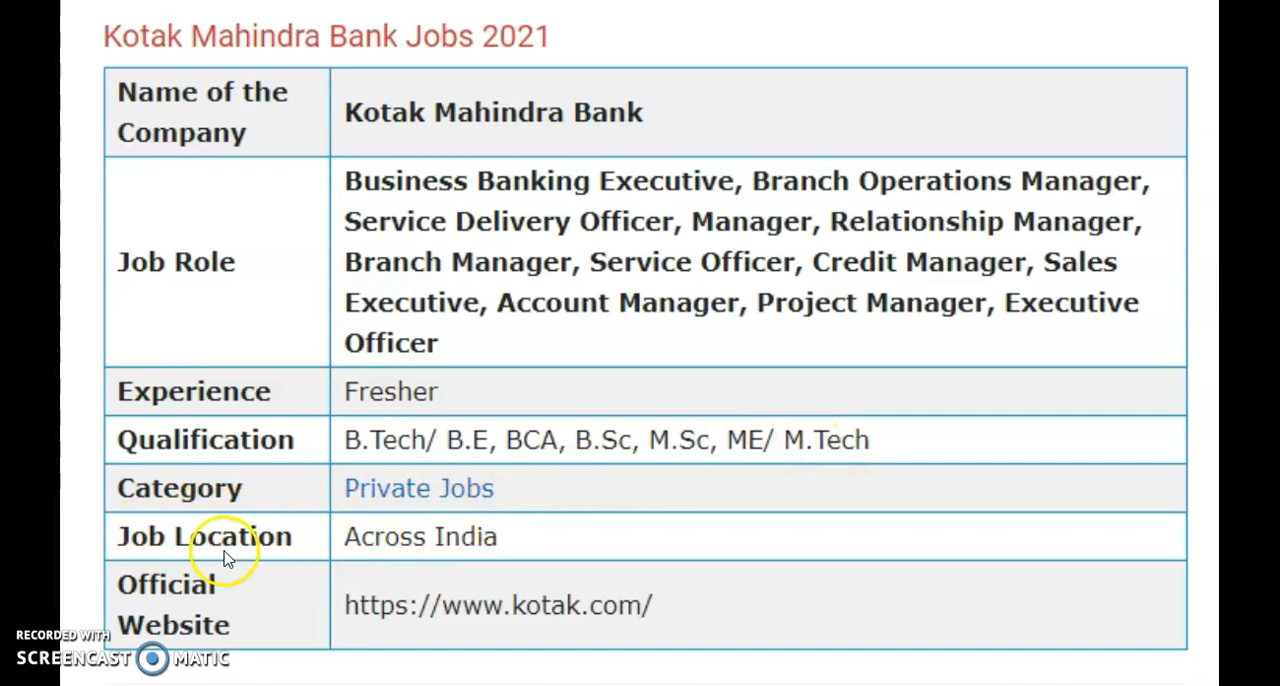 Kotak Mahindra Bank Jobs 2021
Name of the
Company
Kotak Mahindra Bank
Job Role
Business Banking Executive, Branch Operations Manager,
Service Delivery Officer, Manager, Relationship Manager,
Branch Manager, Service Officer, Credit Manager, Sales
Executive, Account Manager, Project Manager, Executive
Officer
Experience
Fresher
Qualification
B.Tech/ B.E, BCA, B.Sc, M.Sc, ME/ M.Tech
Category
Private Jobs
Job Location
Across India
Official
Website
https://www.kotak.com/
RECORDED WITH
SCREENCAST MATIC